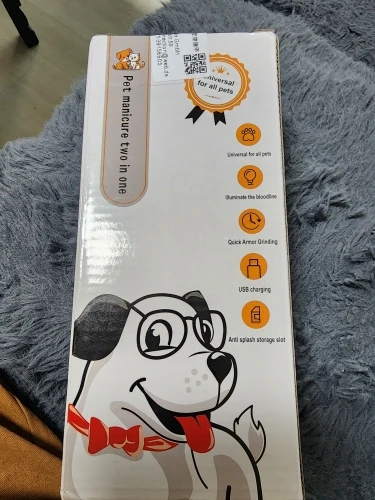 Universal
for all pets
Pet manicure two in one
Universal for all pets
Illuminate the bloodline
Quick Armor Grinding
USB charging
Anti splash storage slot